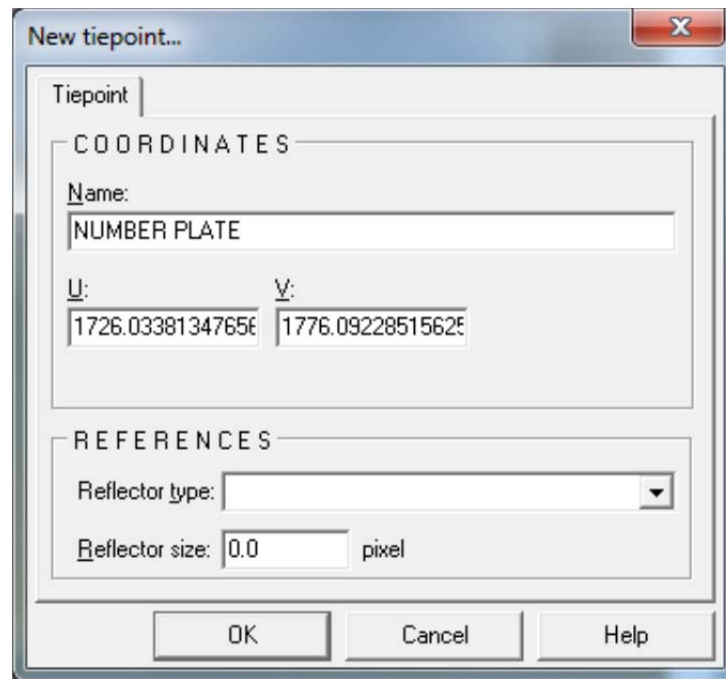 New tiepoint...
Tiepoint
COORDINATES
Name:
NUMBER PLATE
U: V:
1726.03381347656 1776.09228515625
REFERENCES
Reflector type:
Reflector size: 0.0 pixel
OK Cancel Help